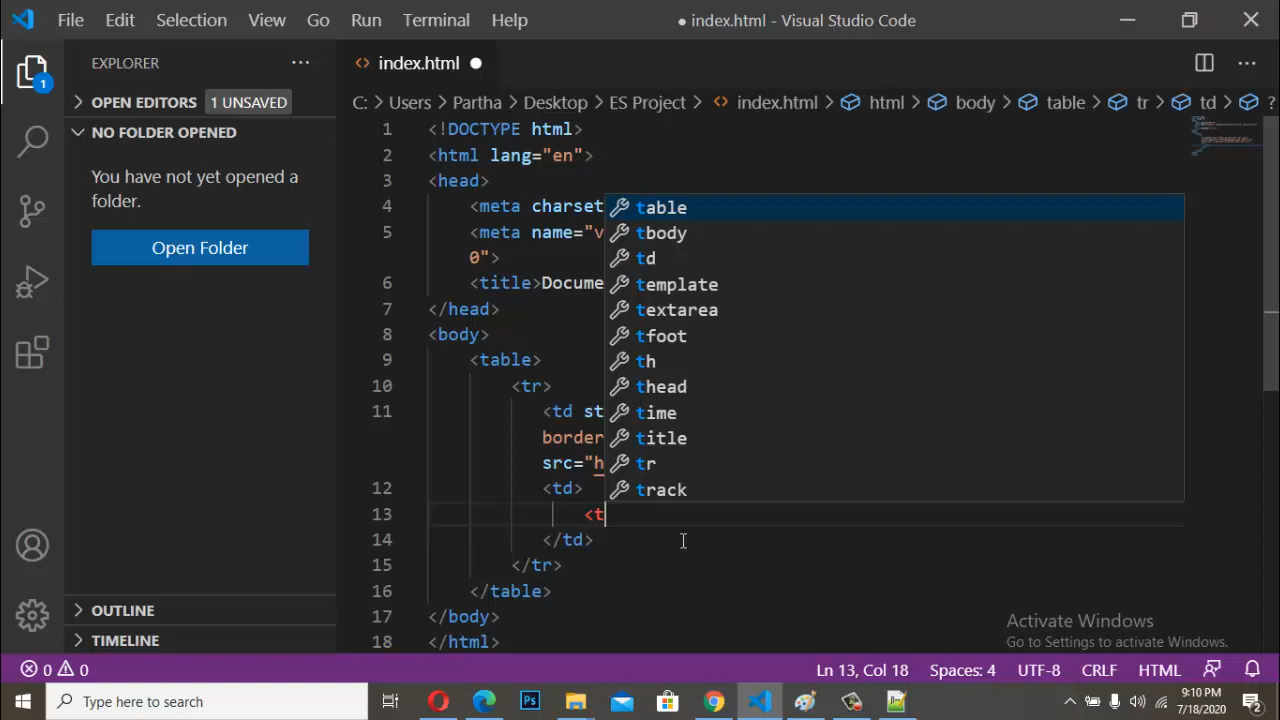 File Edit Selection View Go Run Terminal Help ● index.html - Visual Studio Code
EXPLORER
index.html
OPEN EDITORS 1 UNSAVED
C: > Users > Partha > Desktop > ES Project > index.html > html > body > table > tr > td > ?
NO FOLDER OPENED
You have not yet opened a
folder.
Open Folder
OUTLINE
TIMELINE
1 <!DOCTYPE html>
2 <html lang="en">
3 <head>
4 <meta charset
5 <meta name="v
0">
6 <title>Docume
7 </head>
8 <body>
9 <table>
10 <tr>
11 <td st
border
src="h
12 <td>
13 <t
14 </td>
15 </tr>
16 </table>
17 </body>
18 </html>
table
tbody
td
template
textarea
tfoot
th
thead
time
title
tr
track
Activate Windows
Go to Settings to activate Windows.
1
0 0 Ln 13, Col 18 Spaces: 4 UTF-8 CRLF HTML
Type here to search
Ps
9:10 PM
7/18/2020
2